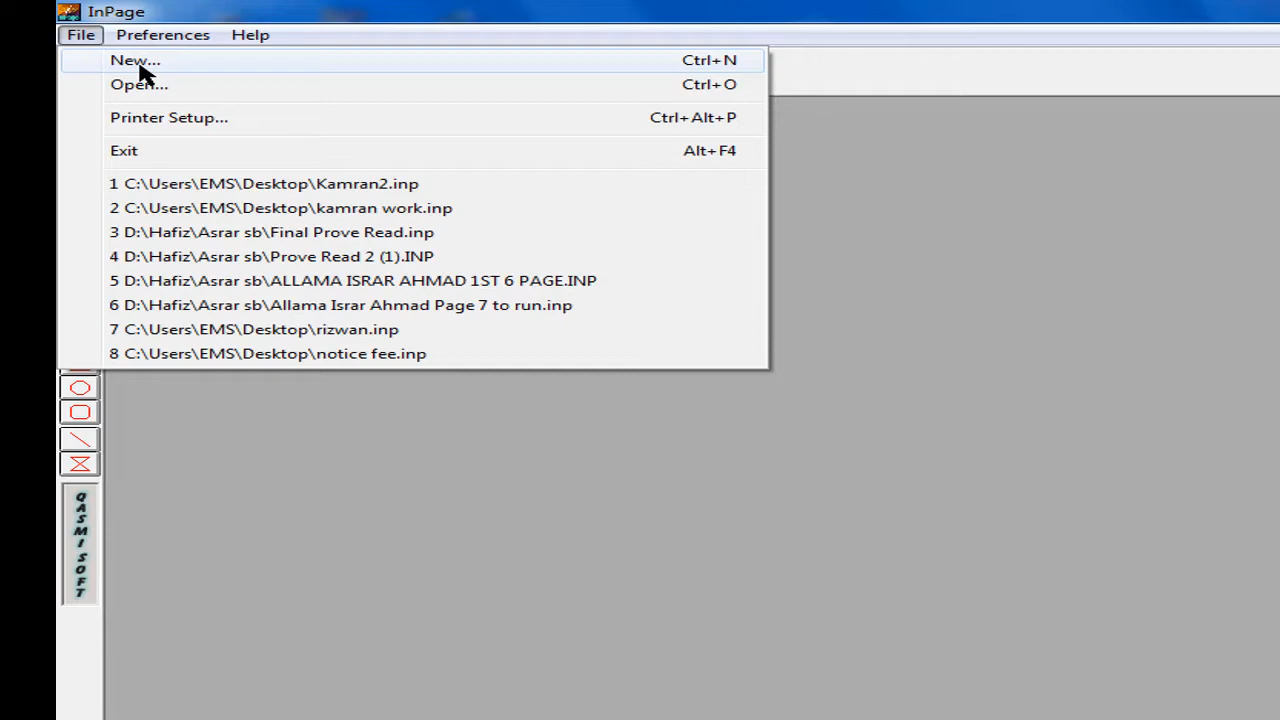 InPage
File Preferences Help
New... Ctrl+N
Open... Ctrl+O
Printer Setup... Ctrl+Alt+P
Exit Alt+F4
1 C:\Users\EMS\Desktop\Kamran2.inp
2 C:\Users\EMS\Desktop\kamran work.inp
3 D:\Hafiz\Asrar sb\Final Prove Read.inp
4 D:\Hafiz\Asrar sb\Prove Read 2 (1).INP
5 D:\Hafiz\Asrar sb\ALLAMA ISRAR AHMAD 1ST 6 PAGE.INP
6 D:\Hafiz\Asrar sb\Allama Israr Ahmad Page 7 to run.inp
7 C:\Users\EMS\Desktop\rizwan.inp
8 C:\Users\EMS\Desktop\notice fee.inp
QASMI SOFT